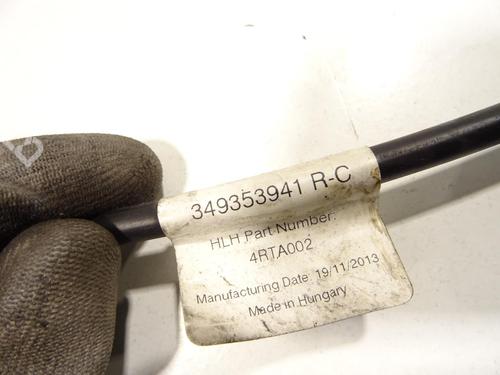 349353941 R-C
HLH Part Number:
4RTA002
Manufacturing Date: 19/11/2013
Made in Hungary